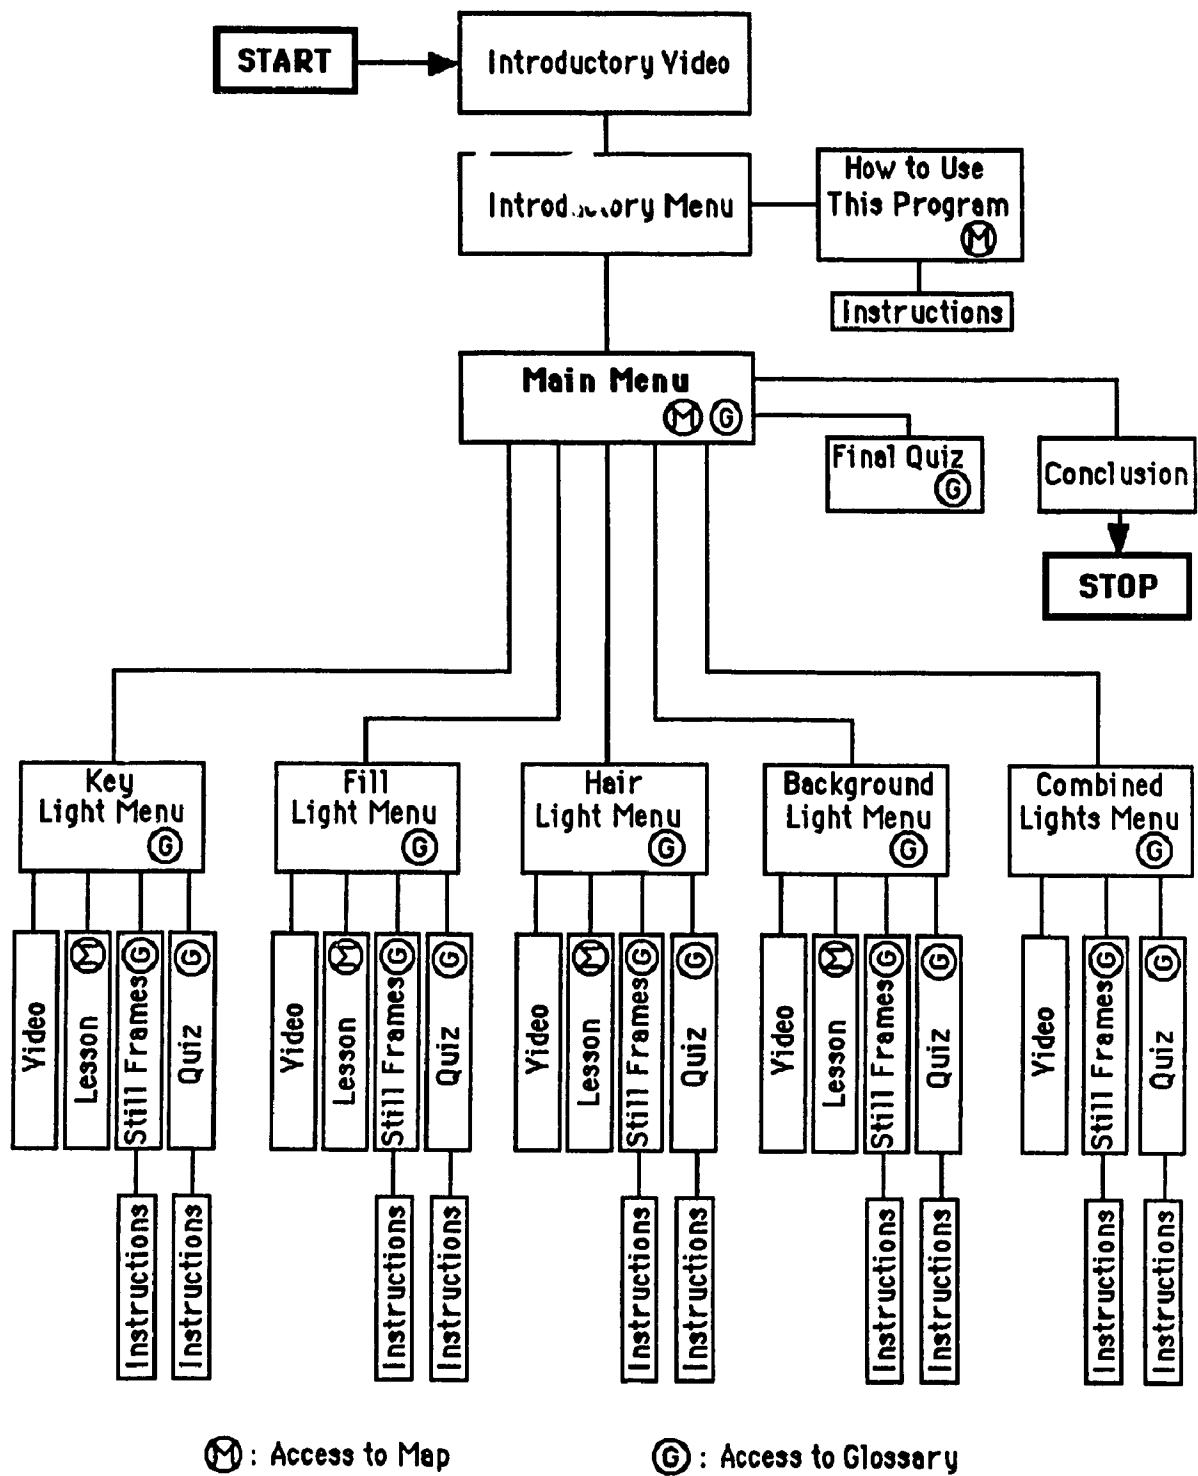 START
Introductory Video
Introductory Menu
How to Use
This Program
M
Instructions
Main Menu
M G
Final Quiz
G
Conclusion
STOP
Key
Light Menu
G
Fill
Light Menu
G
Hair
Light Menu
G
Background
Light Menu
G
Combined
Lights Menu
G
Video
Lesson M
Still Frames G
Quiz G
Video
Lesson M
Still Frames G
Quiz G
Video
Lesson M
Still Frames G
Quiz G
Video
Lesson M
Still Frames G
Quiz G
Video
Still Frames G
Quiz G
Instructions
Instructions
Instructions
Instructions
Instructions
Instructions
Instructions
Instructions
Instructions
Instructions
M : Access to Map
G : Access to Glossary